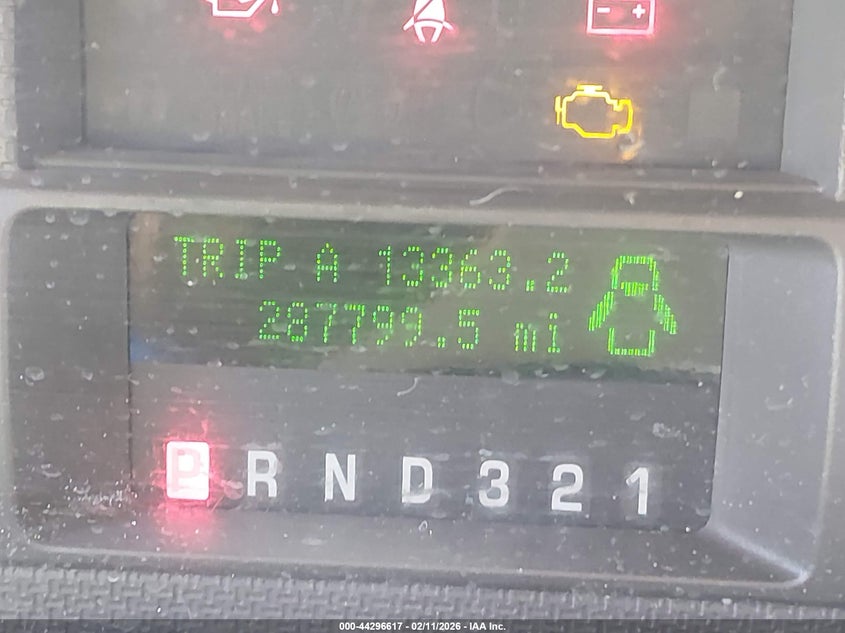 - +
TRIP A 13363.2
287799.5 mi
P R N D 3 2 1
000-44296617 - 02/11/2026 - IAA Inc.